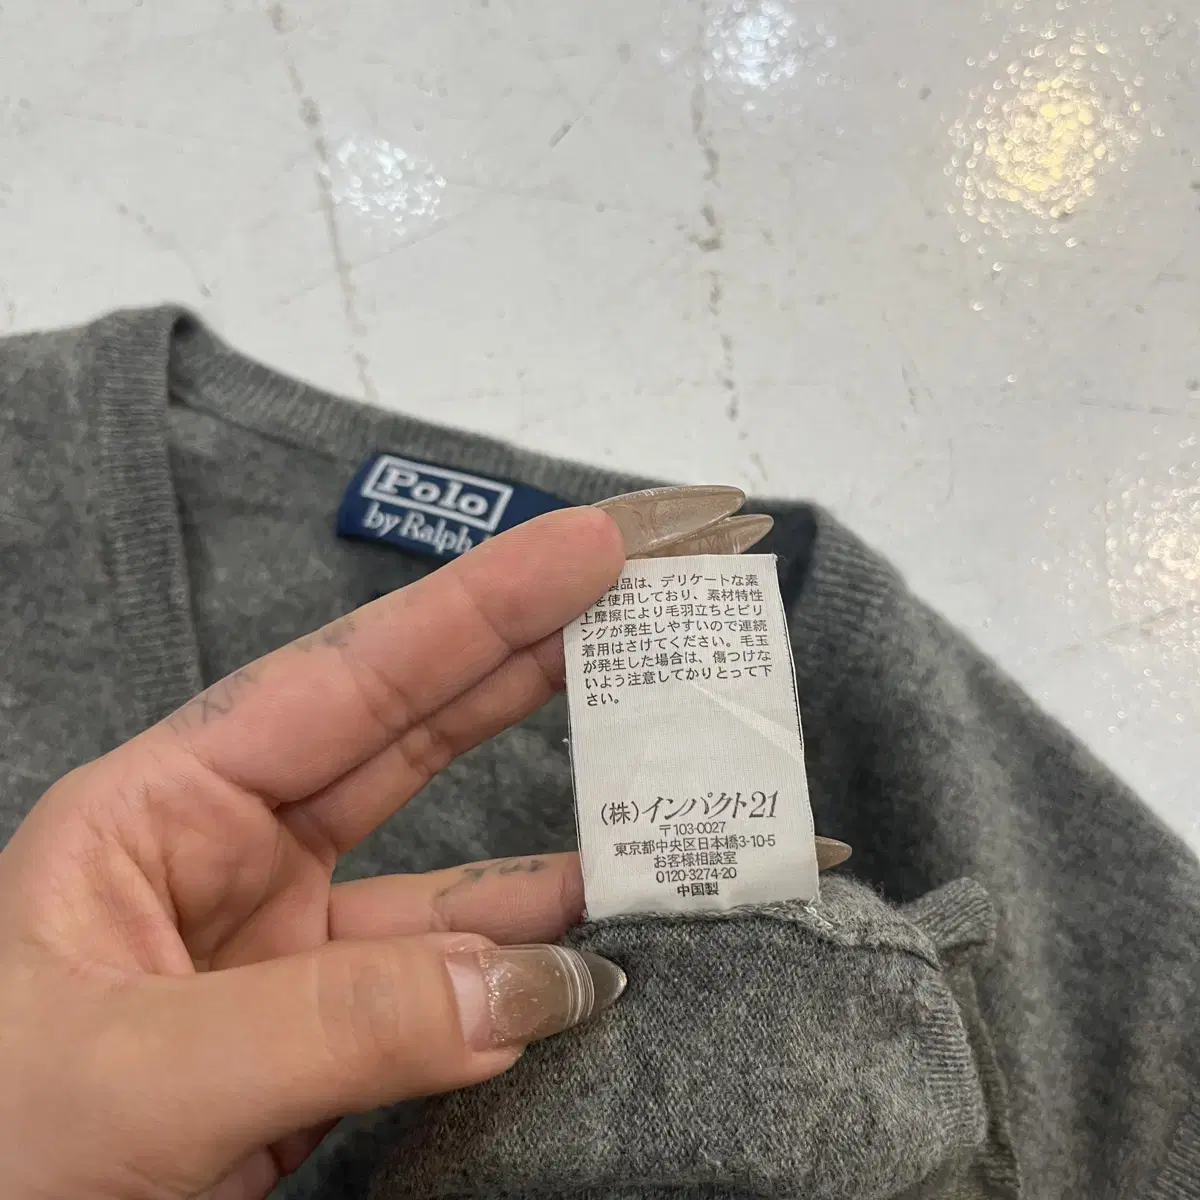 Polo
by Ralph
製品は、デリケートな素
を使用しており、素材特性
上摩擦により毛羽立ちとピリ
ングが発生しやすいので連続
着用はさけてください。毛玉
が発生した場合は、傷つけな
いよう注意してかりとって下
さい。
(株)インパクト21
〒103-0027
東京都中央区日本橋3-10-5
お客様相談室
0120-3274-20
中国製